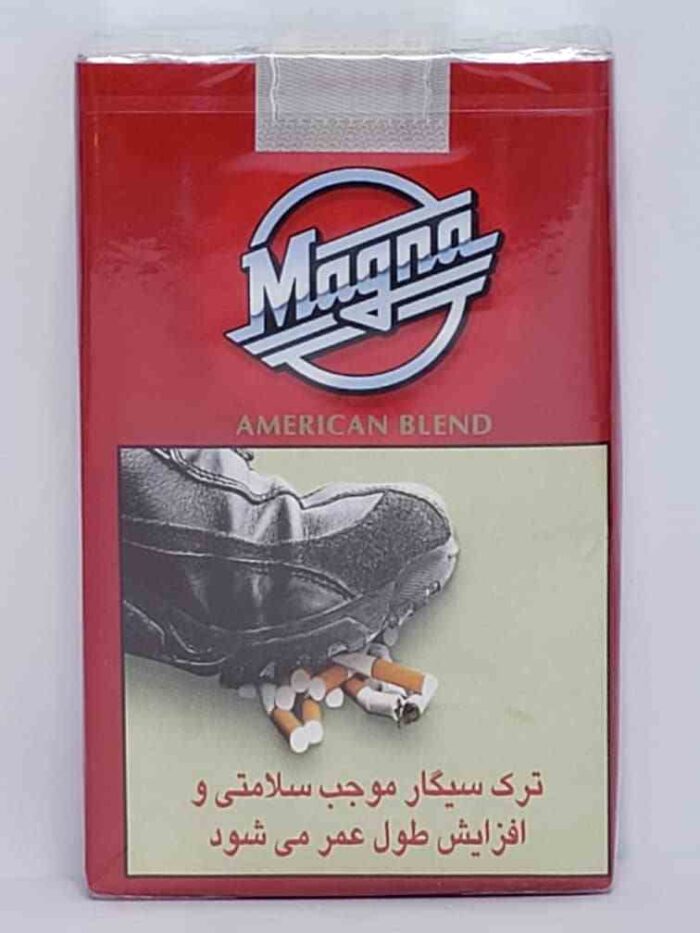 Magna
AMERICAN BLEND
ترک سیگار موجب سلامتی و
افزایش طول عمر می شود